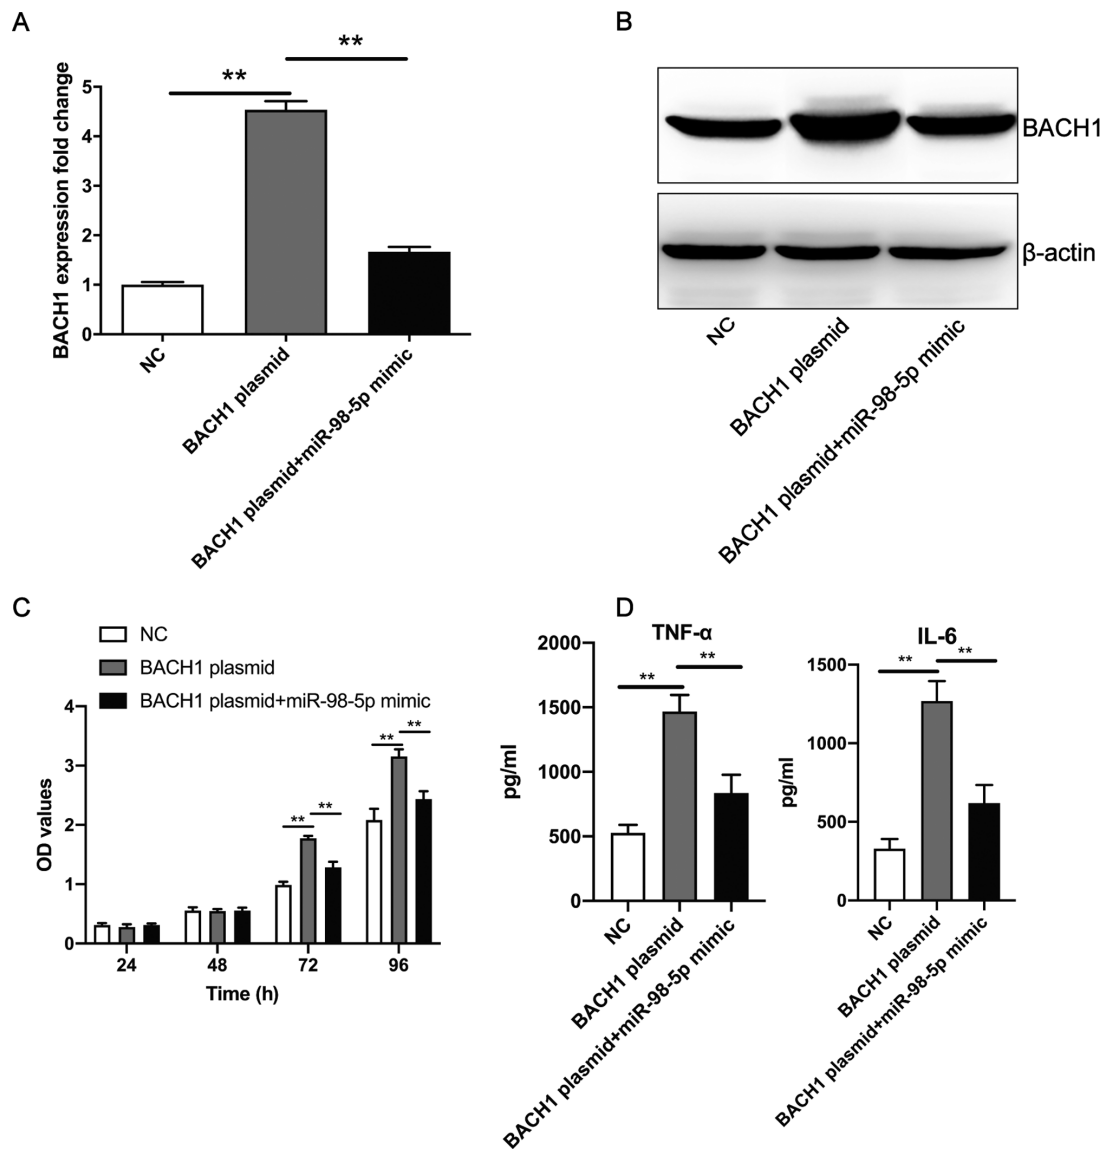 A
BACH1 expression fold change
5
4
3
2
1
0
**
**
NC
BACH1 plasmid
BACH1 plasmid+miR-98-5p mimic
B
BACH1
β-actin
NC
BACH1 plasmid
BACH1 plasmid+miR-98-5p mimic
C
NC
BACH1 plasmid
BACH1 plasmid+miR-98-5p mimic
OD values
4
3
2
1
0
**
**
**
**
24
48
72
96
Time (h)
D
TNF-α
pg/ml
2000
1500
1000
500
0
**
**
NC
BACH1 plasmid
BACH1 plasmid+miR-98-5p mimic
IL-6
pg/ml
1500
1000
500
0
**
**
NC
BACH1 plasmid
BACH1 plasmid+miR-98-5p mimic